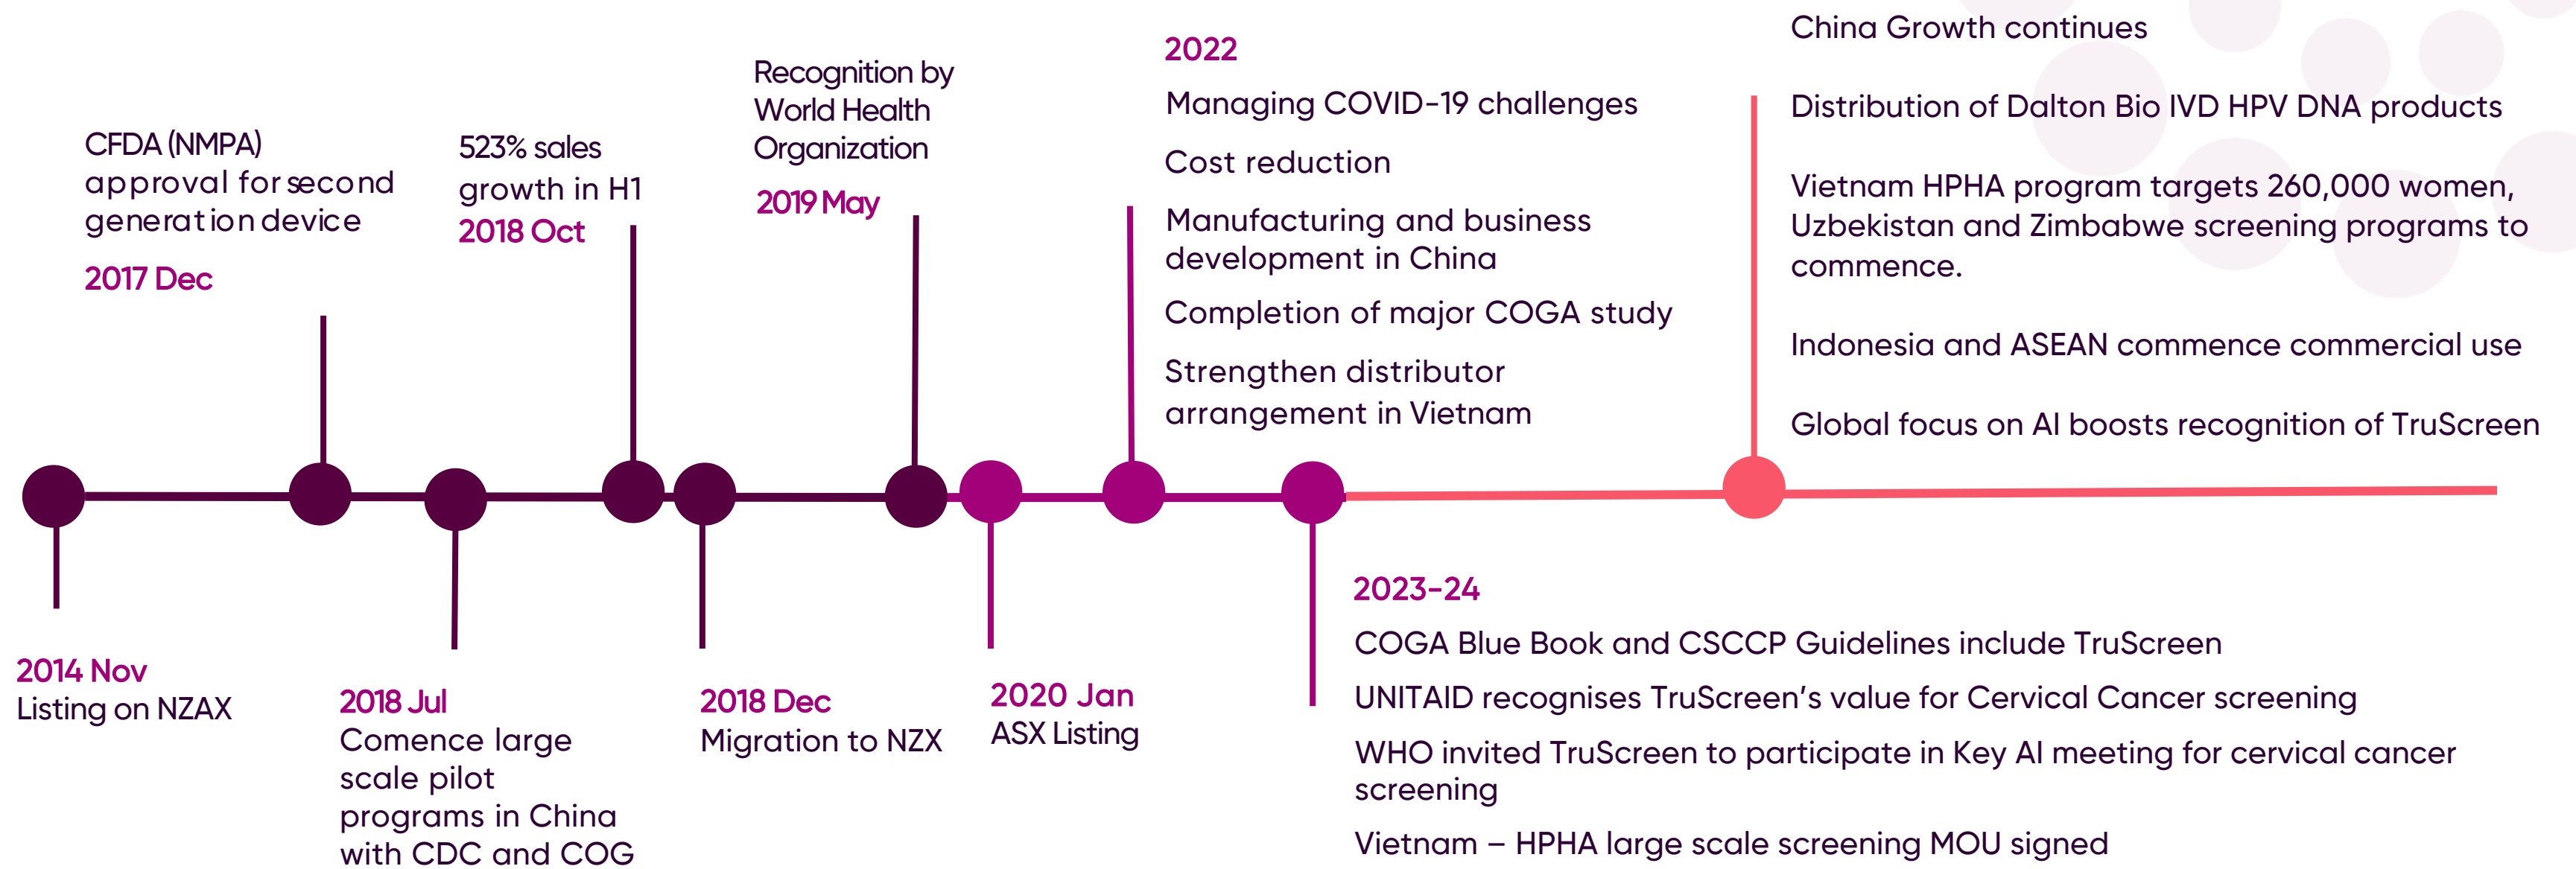 CFDA (NMPA)
approval for second
generation device
2017 Dec
523% sales
growth in H1
2018 Oct
Recognition by
World Health
Organization
2019 May
2022
Managing COVID-19 challenges
Cost reduction
Manufacturing and business
development in China
Completion of major COGA study
Strengthen distributor
arrangement in Vietnam
China Growth continues
Distribution of Dalton Bio IVD HPV DNA products
Vietnam HPHA program targets 260,000 women,
Uzbekistan and Zimbabwe screening programs to
commence.
Indonesia and ASEAN commence commercial use
Global focus on AI boosts recognition of TruScreen
2014 Nov
Listing on NZAX
2018 Jul
Comence large
scale pilot
programs in China
with CDC and COG
2018 Dec
Migration to NZX
2020 Jan
ASX Listing
2023-24
COGA Blue Book and CSCCP Guidelines include TruScreen
UNITAID recognises TruScreen’s value for Cervical Cancer screening
WHO invited TruScreen to participate in Key AI meeting for cervical cancer
screening
Vietnam – HPHA large scale screening MOU signed